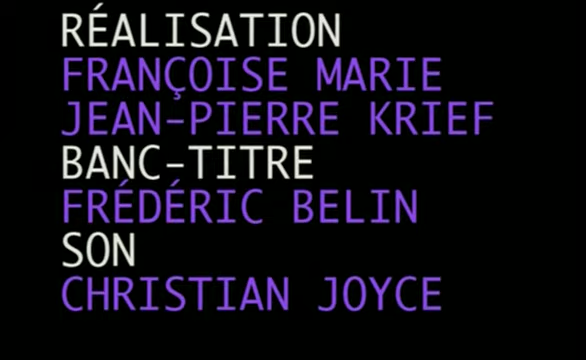 RÉALISATION
FRANÇOISE MARIE
JEAN-PIERRE KRIEF
BANC-TITRE
FRÉDÉRIC BELIN
SON
CHRISTIAN JOYCE